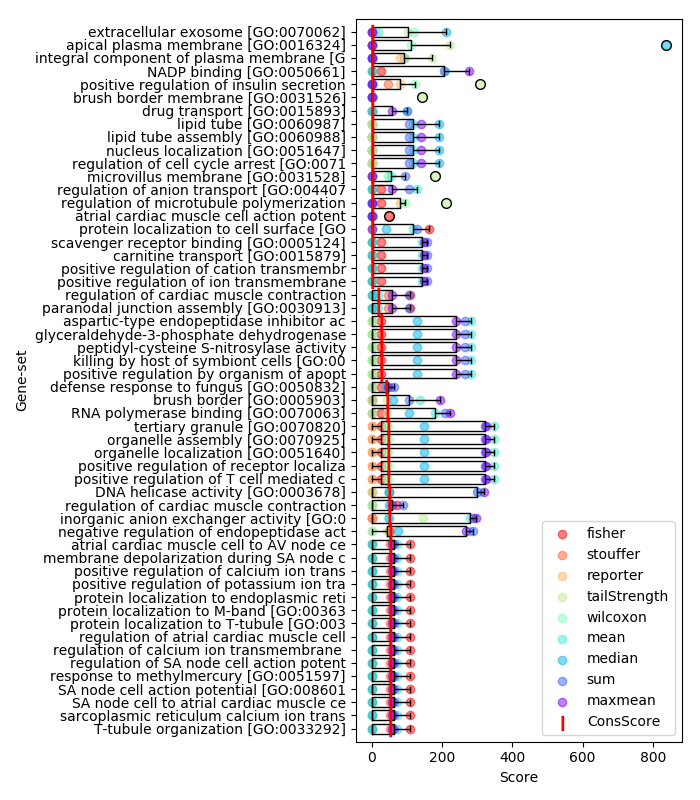 extracellular exosome [GO:0070062]
apical plasma membrane [GO:0016324]
integral component of plasma membrane [G
NADP binding [GO:0050661]
positive regulation of insulin secretion
brush border membrane [GO:0031526]
drug transport [GO:0015893]
lipid tube [GO:0060987]
lipid tube assembly [GO:0060988]
nucleus localization [GO:0051647]
regulation of cell cycle arrest [GO:0071
microvillus membrane [GO:0031528]
regulation of anion transport [GO:004407
regulation of microtubule polymerization
atrial cardiac muscle cell action potent
protein localization to cell surface [GO
scavenger receptor binding [GO:0005124]
carnitine transport [GO:0015879]
positive regulation of cation transmembr
positive regulation of ion transmembrane
regulation of cardiac muscle contraction
paranodal junction assembly [GO:0030913]
aspartic-type endopeptidase inhibitor ac
glyceraldehyde-3-phosphate dehydrogenase
peptidyl-cysteine S-nitrosylase activity
killing by host of symbiont cells [GO:00
positive regulation by organism of apopt
defense response to fungus [GO:0050832]
brush border [GO:0005903]
RNA polymerase binding [GO:0070063]
tertiary granule [GO:0070820]
organelle assembly [GO:0070925]
organelle localization [GO:0051640]
positive regulation of receptor localiza
positive regulation of T cell mediated c
DNA helicase activity [GO:0003678]
regulation of cardiac muscle contraction
inorganic anion exchanger activity [GO:0
negative regulation of endopeptidase act
atrial cardiac muscle cell to AV node ce
membrane depolarization during SA node c
positive regulation of calcium ion trans
positive regulation of potassium ion tra
protein localization to endoplasmic reti
protein localization to M-band [GO:00363
protein localization to T-tubule [GO:003
regulation of atrial cardiac muscle cell
regulation of calcium ion transmembrane
regulation of SA node cell action potent
response to methylmercury [GO:0051597]
SA node cell action potential [GO:008601
SA node cell to atrial cardiac muscle ce
sarcoplasmic reticulum calcium ion trans
T-tubule organization [GO:0033292]
Gene-set
fisher
stouffer
reporter
tailStrength
wilcoxon
mean
median
sum
maxmean
ConsScore
0 200 400 600 800
Score